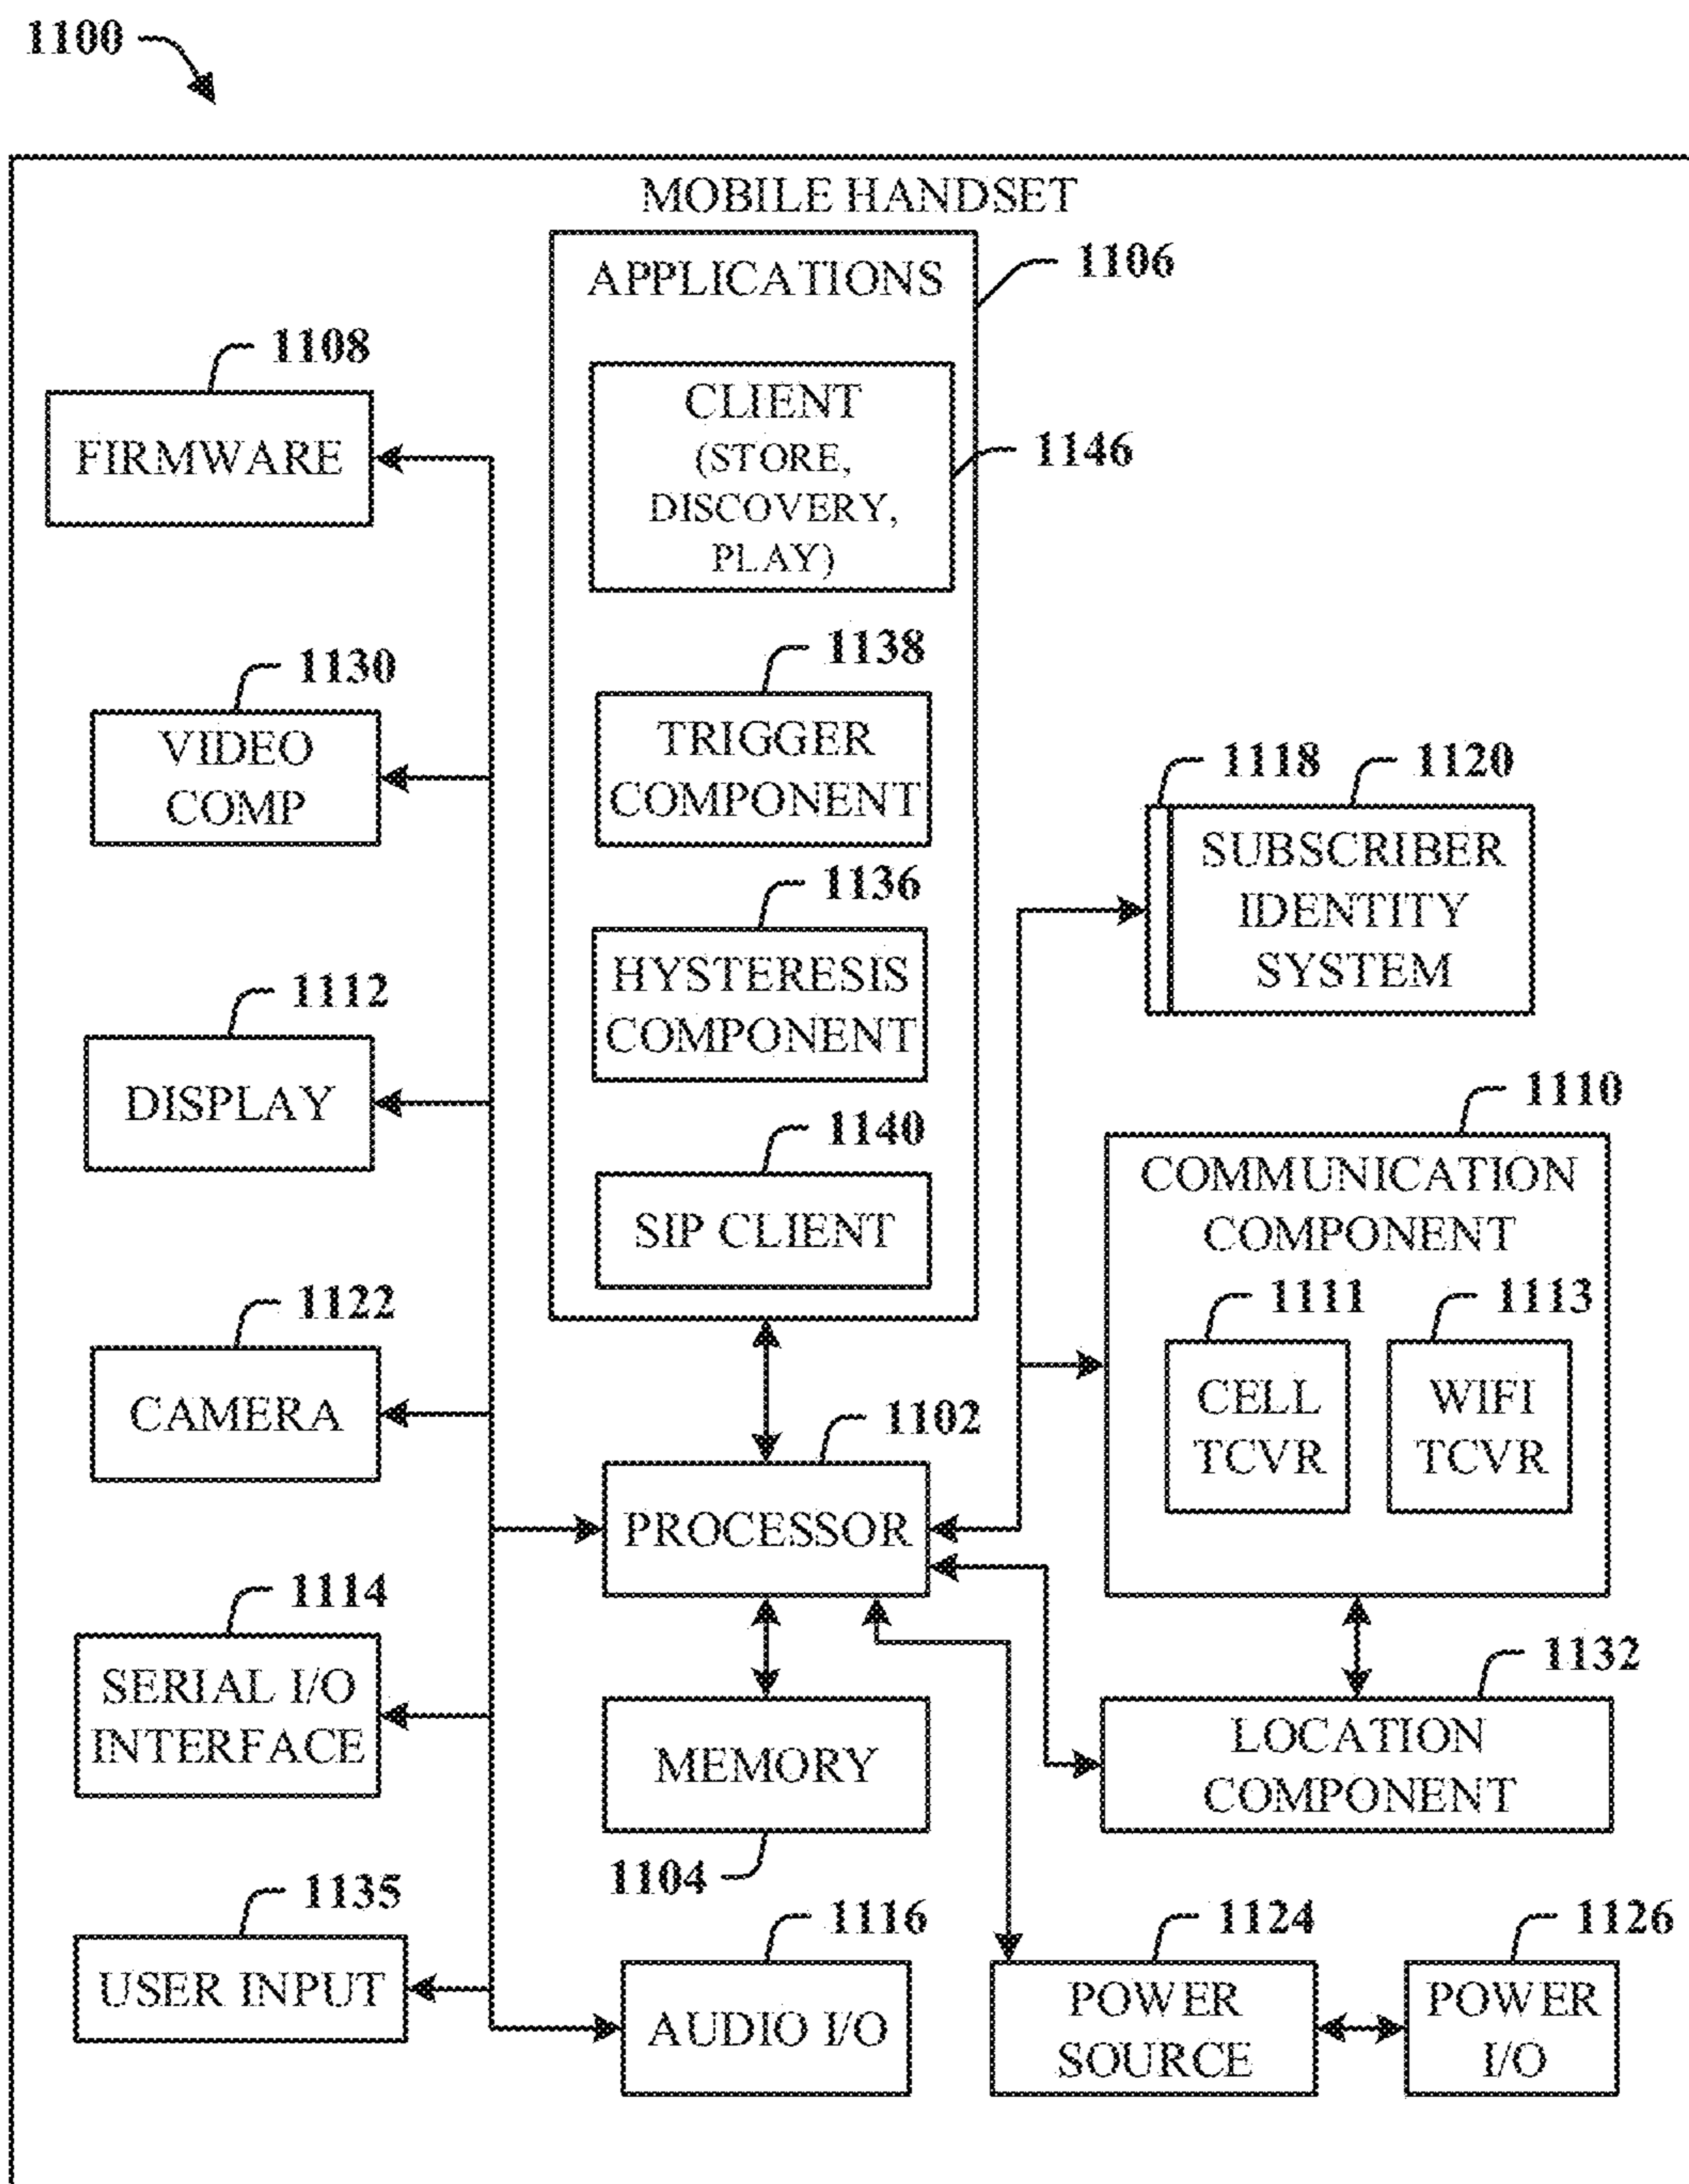 1100
MOBILE HANDSET
APPLICATIONS
1106
CLIENT
(STORE,
DISCOVERY,
PLAY)
1146
1138
TRIGGER
COMPONENT
1136
HYSTERESIS
COMPONENT
1140
SIP CLIENT
1108
FIRMWARE
1130
VIDEO
COMP
1112
DISPLAY
1122
CAMERA
1114
SERIAL I/O
INTERFACE
1135
USER INPUT
1102
PROCESSOR
MEMORY
1104
1116
AUDIO I/O
1118
1120
SUBSCRIBER
IDENTITY
SYSTEM
1110
COMMUNICATION
COMPONENT
1111
CELL
TCVR
1113
WIFI
TCVR
1132
LOCATION
COMPONENT
1124
POWER
SOURCE
1126
POWER
I/O